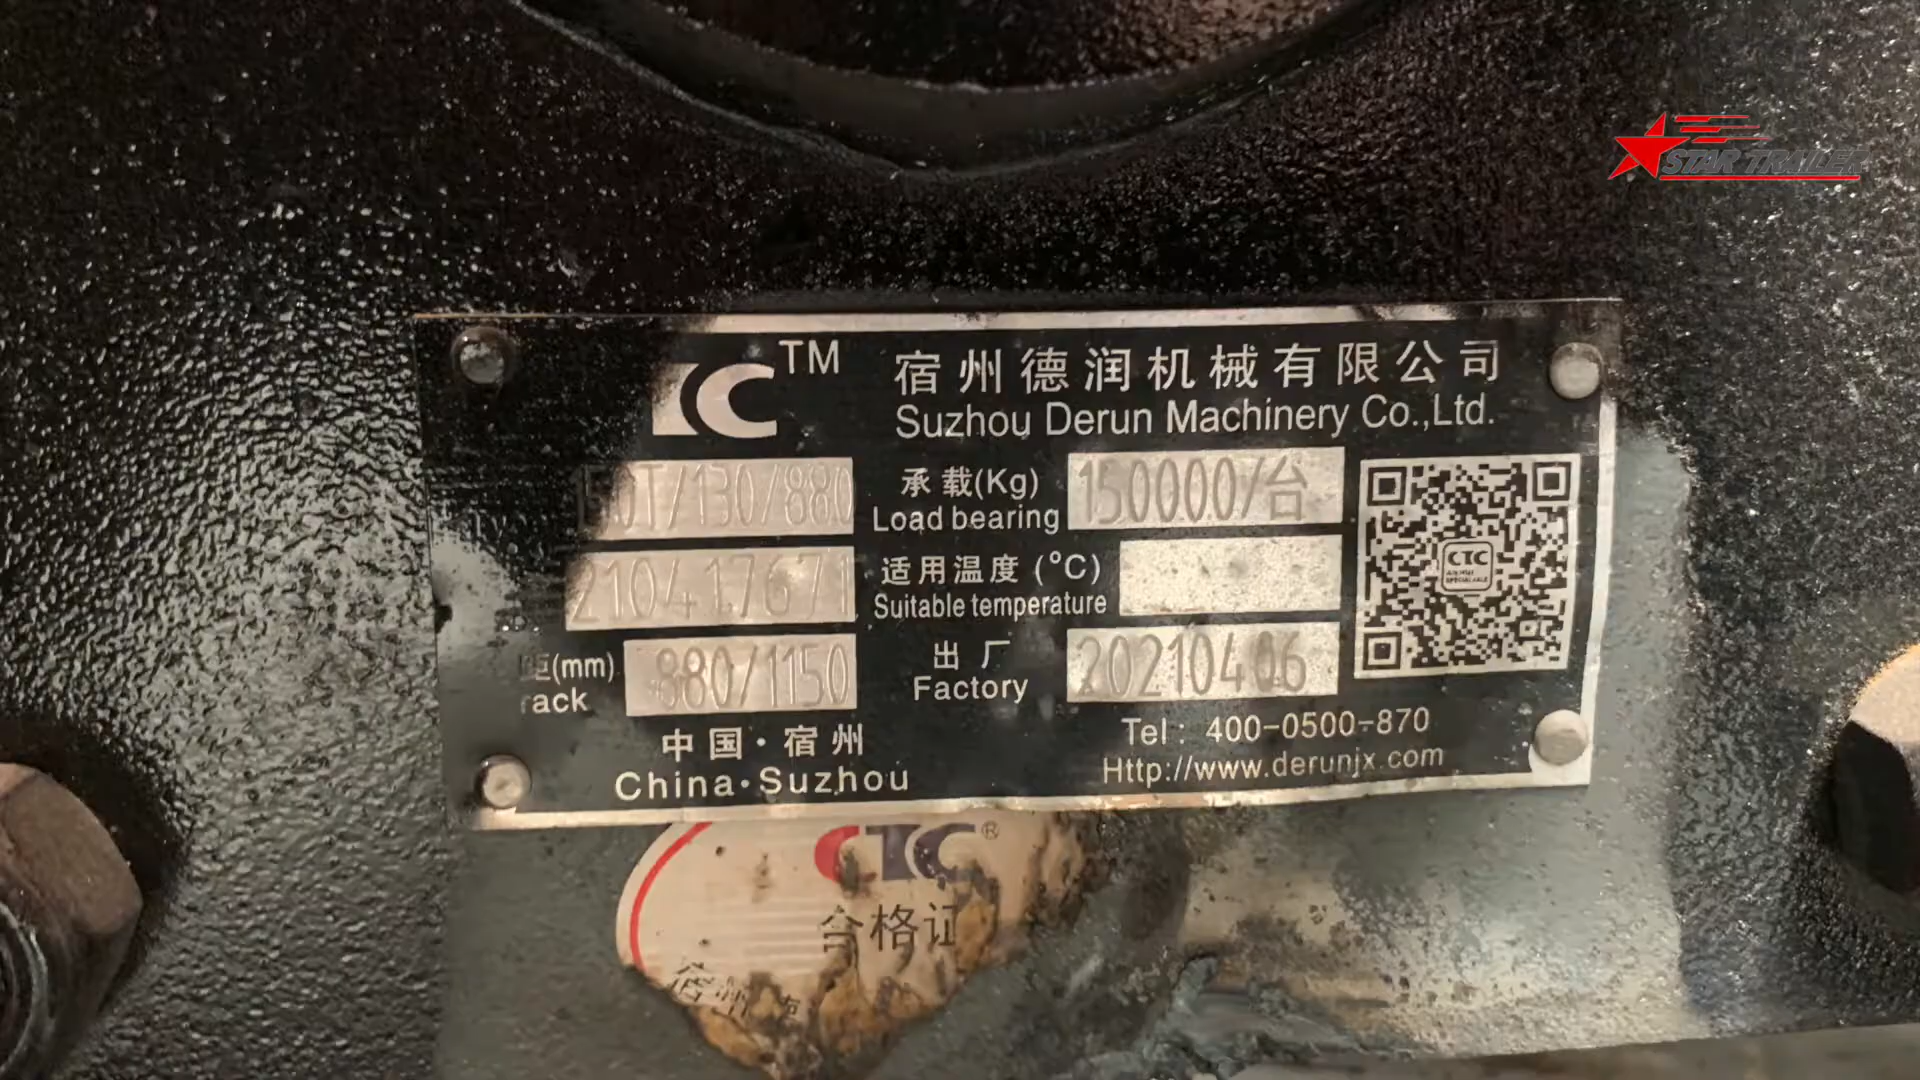 STAR TRAILER
TM
宿州德润机械有限公司
Suzhou Derun Machinery Co.,Ltd.
50T/130/880
承载(Kg)
Load bearing
150000/台
210417671
适用温度(°C)
Suitable temperature
距(mm)
rack
880/1150
出厂
Factory
20210406
CTC
中国·宿州
China·Suzhou
Tel: 400-0500-870
Http://www.derunjx.com
CTC®
合格证